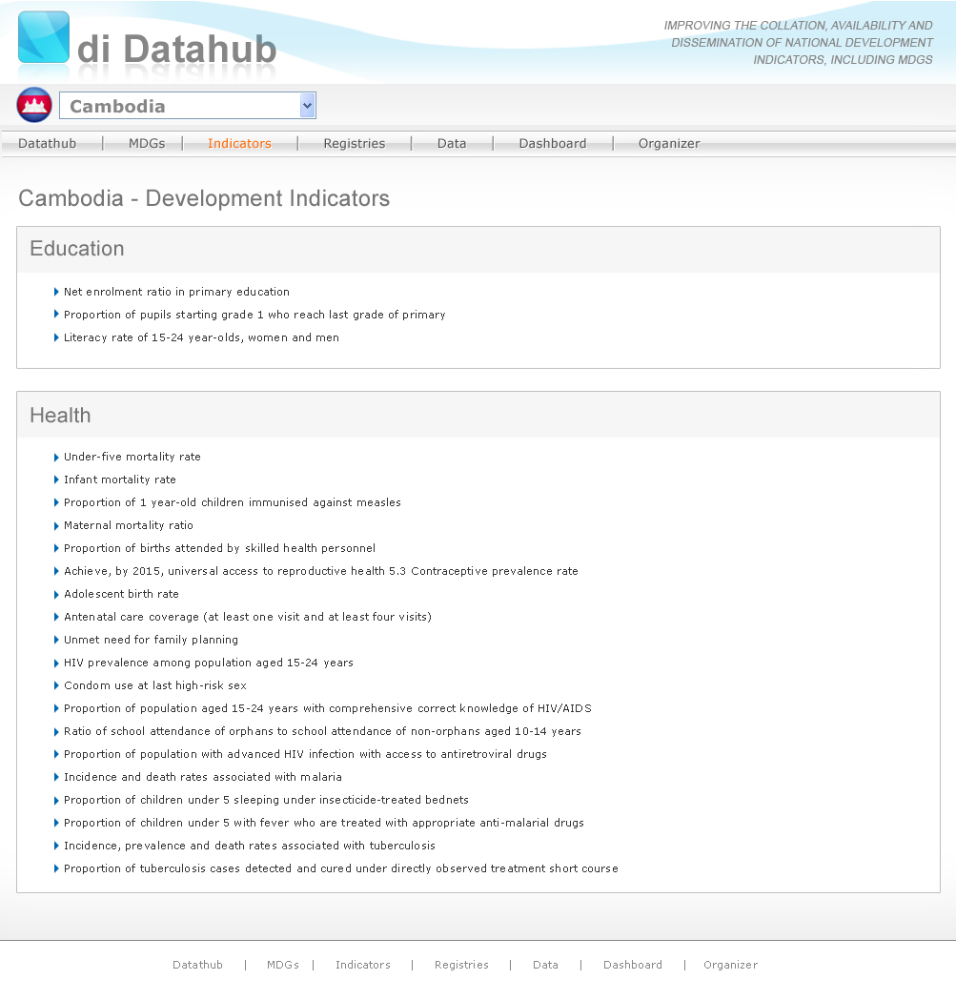 di Datahub
IMPROVING THE COLLATION, AVAILABILITY AND
DISSEMINATION OF NATIONAL DEVELOPMENT
INDICATORS, INCLUDING MDGS
Cambodia
Datathub | MDGs | Indicators | Registries | Data | Dashboard | Organizer
Cambodia - Development Indicators
Education
Net enrolment ratio in primary education
Proportion of pupils starting grade 1 who reach last grade of primary
Literacy rate of 15-24 year-olds, women and men
Health
Under-five mortality rate
Infant mortality rate
Proportion of 1 year-old children immunised against measles
Maternal mortality ratio
Proportion of births attended by skilled health personnel
Achieve, by 2015, universal access to reproductive health 5.3 Contraceptive prevalence rate
Adolescent birth rate
Antenatal care coverage (at least one visit and at least four visits)
Unmet need for family planning
HIV prevalence among population aged 15-24 years
Condom use at last high-risk sex
Proportion of population aged 15-24 years with comprehensive correct knowledge of HIV/AIDS
Ratio of school attendance of orphans to school attendance of non-orphans aged 10-14 years
Proportion of population with advanced HIV infection with access to antiretroviral drugs
Incidence and death rates associated with malaria
Proportion of children under 5 sleeping under insecticide-treated bednets
Proportion of children under 5 with fever who are treated with appropriate anti-malarial drugs
Incidence, prevalence and death rates associated with tuberculosis
Proportion of tuberculosis cases detected and cured under directly observed treatment short course
Datathub | MDGs | Indicators | Registries | Data | Dashboard | Organizer